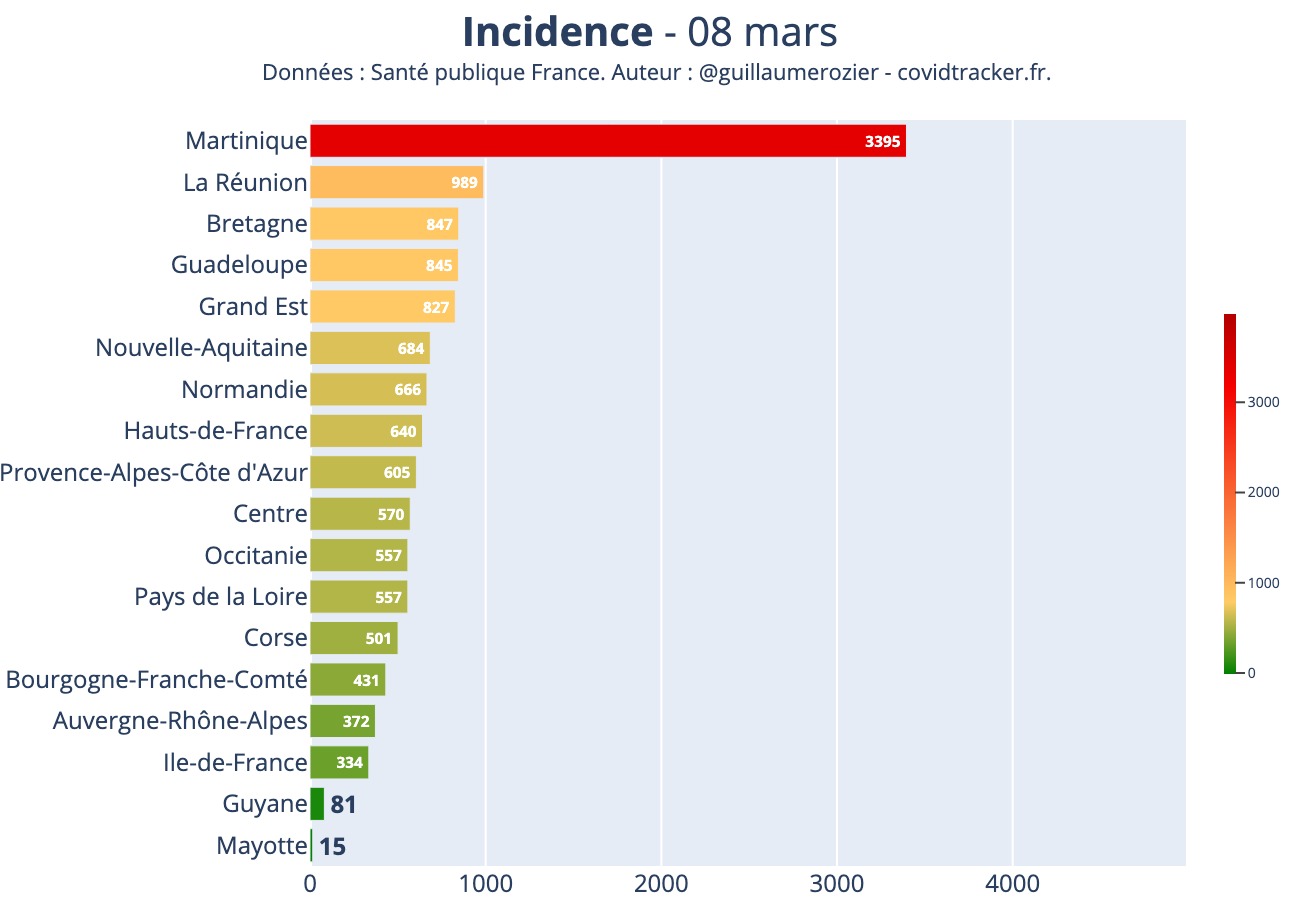 Incidence - 08 mars
Données : Santé publique France. Auteur : @guillaumerozier - covidtracker.fr.
Martinique 3395
La Réunion 989
Bretagne 847
Guadeloupe 845
Grand Est 827
Nouvelle-Aquitaine 684
Normandie 666
Hauts-de-France 640
Provence-Alpes-Côte d'Azur 605
Centre 570
Occitanie 557
Pays de la Loire 557
Corse 501
Bourgogne-Franche-Comté 431
Auvergne-Rhône-Alpes 372
Ile-de-France 334
Guyane 81
Mayotte 15
0 1000 2000 3000 4000
3000
2000
1000
0